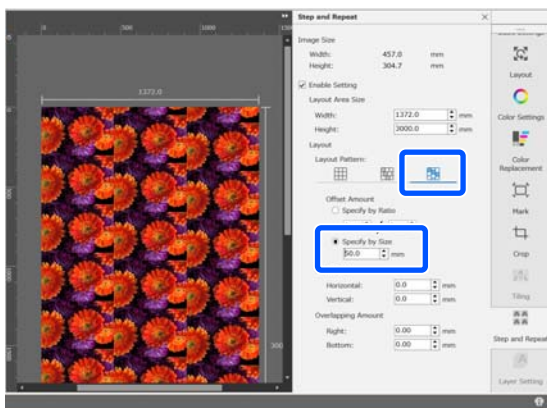 Step and Repeat
500
1000
1372.0
Image Size
Width: 457.0 mm
Height: 304.7 mm
Enable Setting
Layout Area Size
Width: 1372.0 mm
Height: 3000.0 mm
Layout
Layout Pattern:
Offset Amount
Specify by Ratio
Specify by Size
50.0 mm
Horizontal: 0.0 mm
Vertical: 0.0 mm
Overlapping Amount
Right: 0.00 mm
Bottom: 0.00 mm
Layout
Color Settings
Color
Replacement
Mark
Crop
Tiling
Step and Repeat
Layer Setting